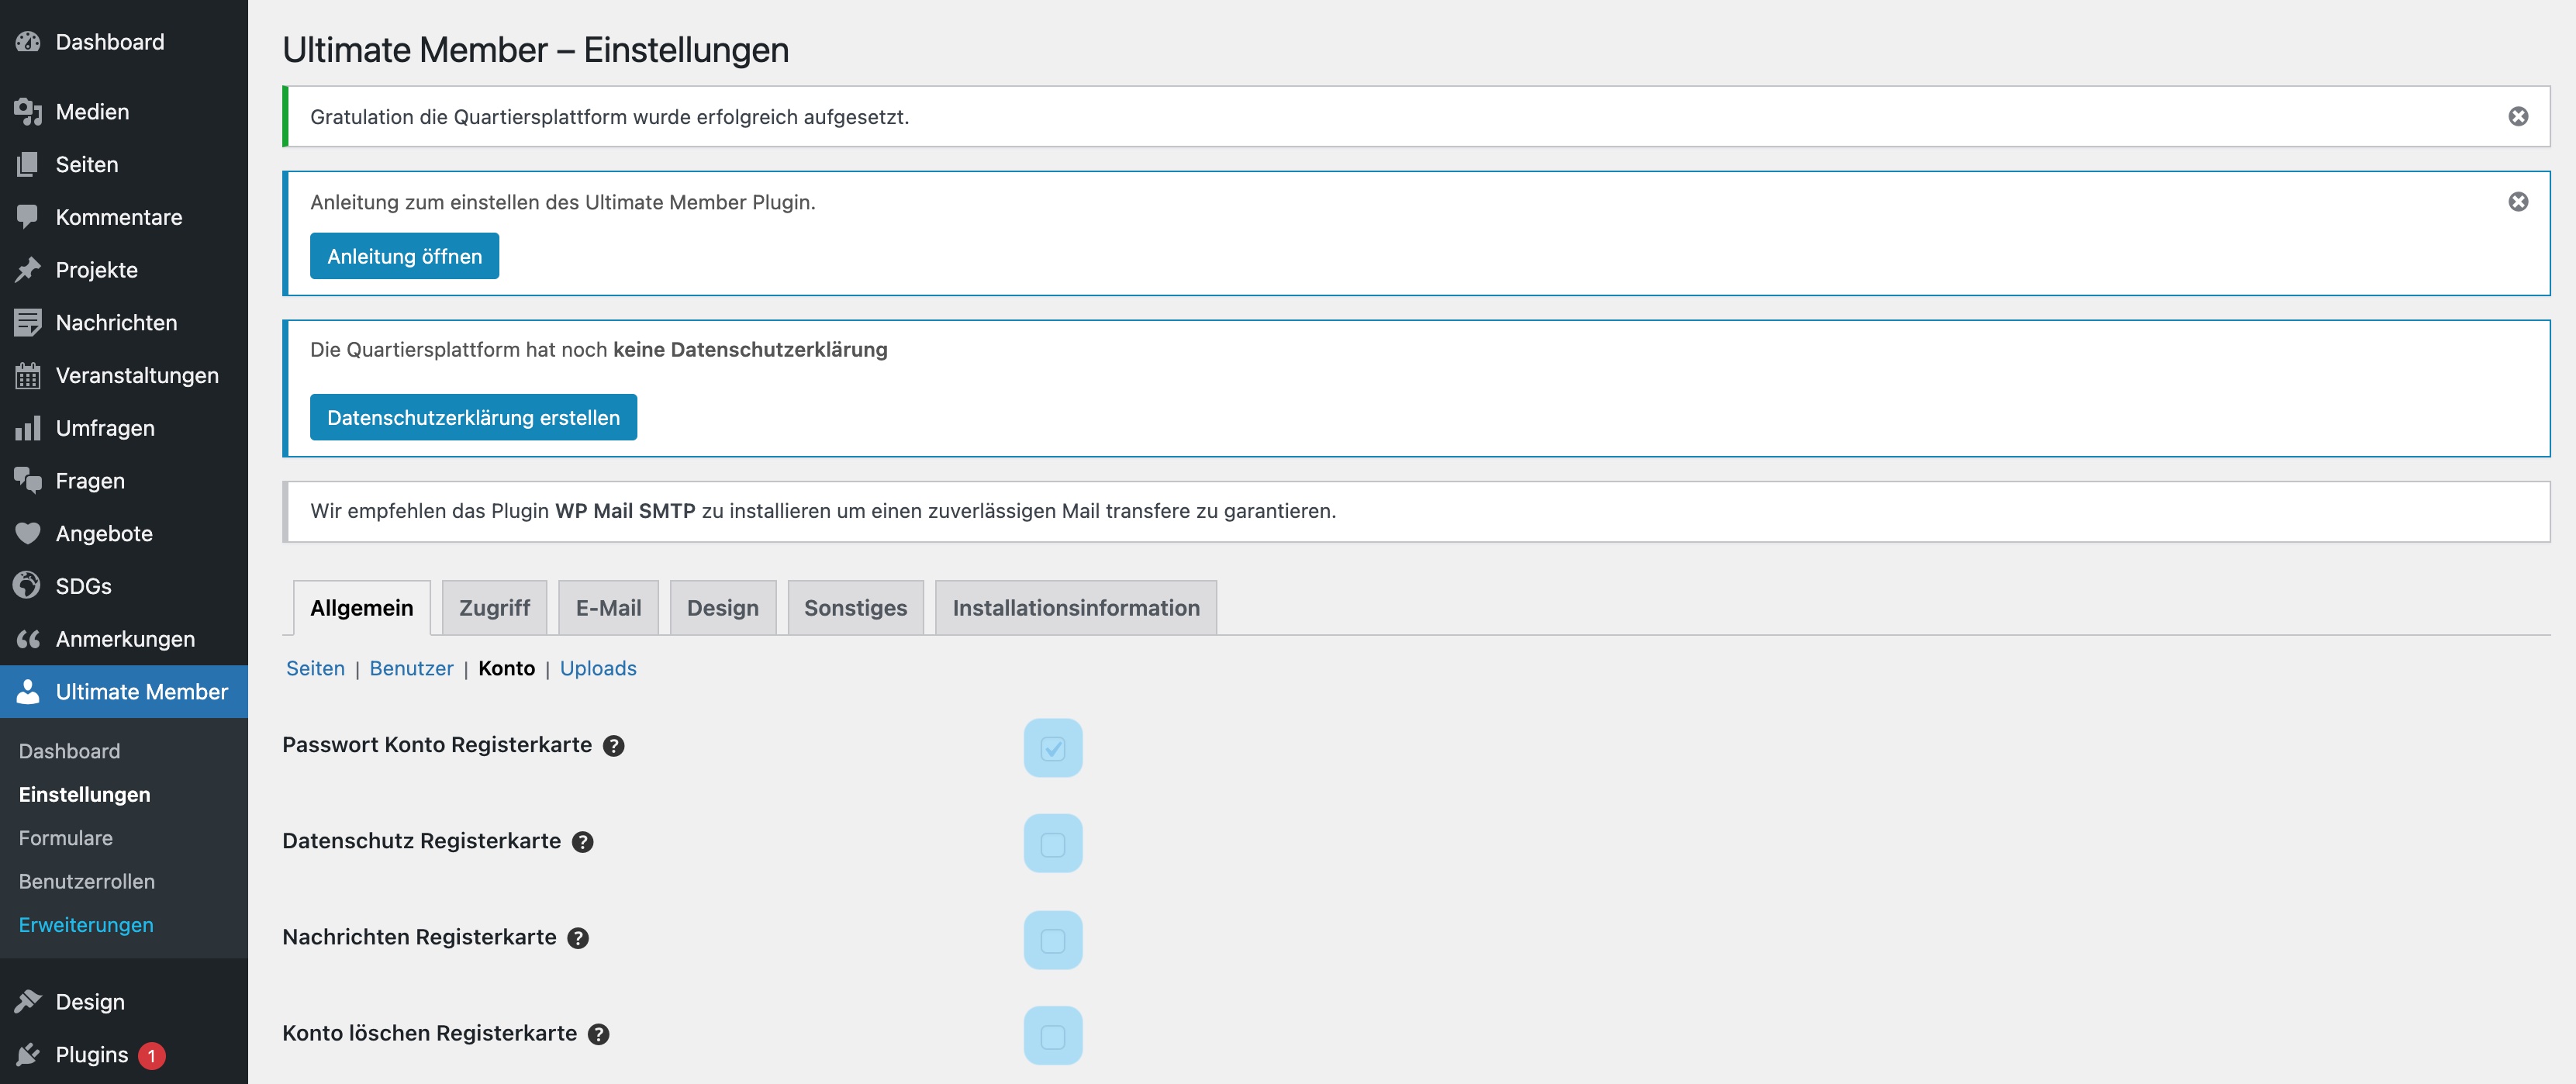 Dashboard
Medien
Seiten
Kommentare
Projekte
Nachrichten
Veranstaltungen
Umfragen
Fragen
Angebote
SDGs
Anmerkungen
Ultimate Member
Dashboard
Einstellungen
Formulare
Benutzerrollen
Erweiterungen
Design
Plugins 1
Ultimate Member – Einstellungen
Gratulation die Quartiersplattform wurde erfolgreich aufgesetzt.
Anleitung zum einstellen des Ultimate Member Plugin.
Anleitung öffnen
Die Quartiersplattform hat noch keine Datenschutzerklärung
Datenschutzerklärung erstellen
Wir empfehlen das Plugin WP Mail SMTP zu installieren um einen zuverlässigen Mail transfere zu garantieren.
Allgemein Zugriff E-Mail Design Sonstiges Installationsinformation
Seiten | Benutzer | Konto | Uploads
Passwort Konto Registerkarte ?
Datenschutz Registerkarte ?
Nachrichten Registerkarte ?
Konto löschen Registerkarte ?